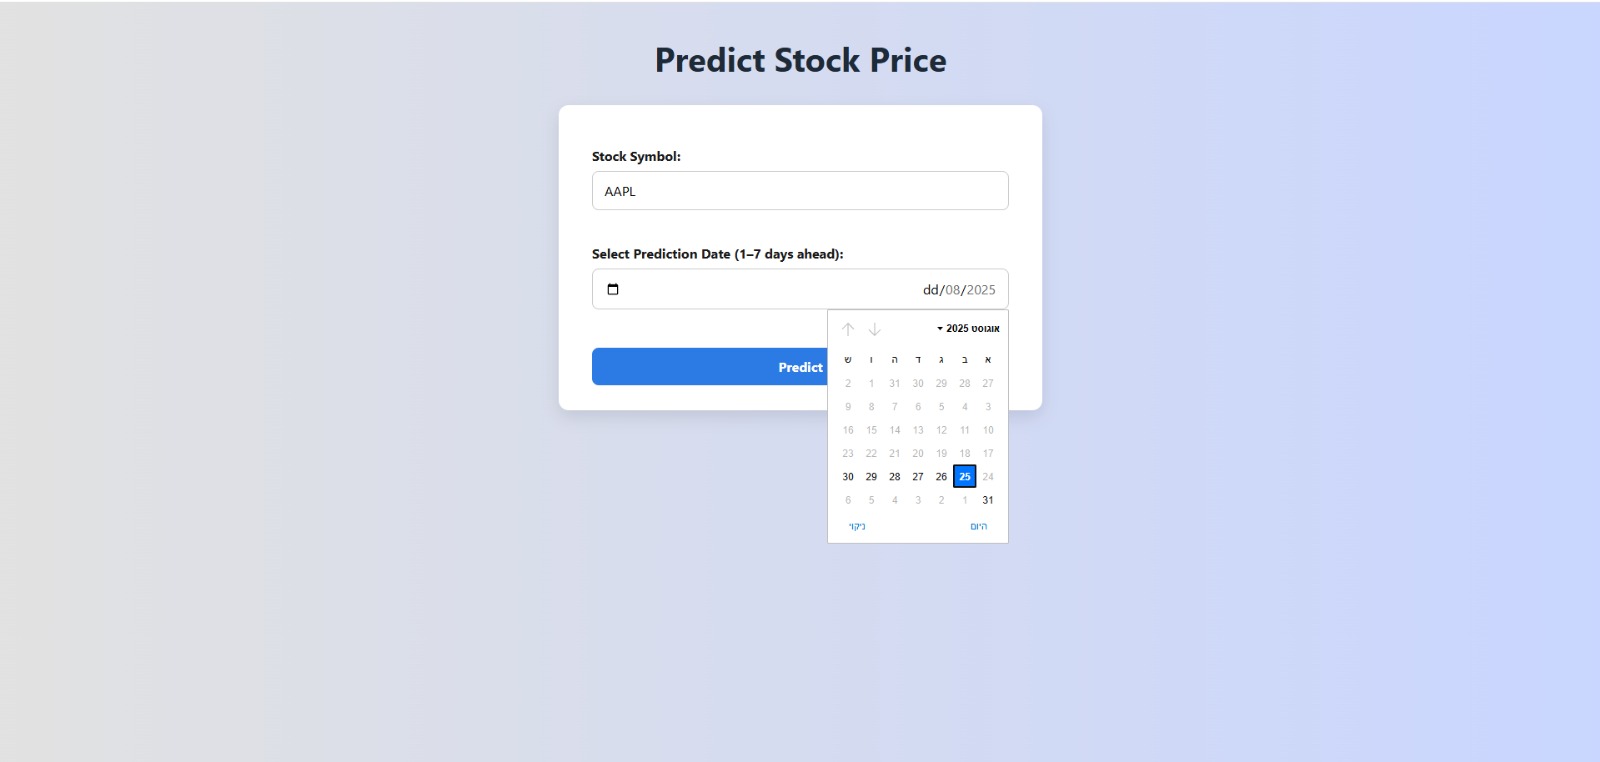 Predict Stock Price
Stock Symbol:
AAPL
Select Prediction Date (1–7 days ahead):
dd/08/2025
Predict
אוגוסט 2025
א ב ג ד ה ו ש
27 28 29 30 31 1 2
3 4 5 6 7 8 9
10 11 12 13 14 15 16
17 18 19 20 21 22 23
24 25 26 27 28 29 30
31 1 2 3 4 5 6
היום ניקוי